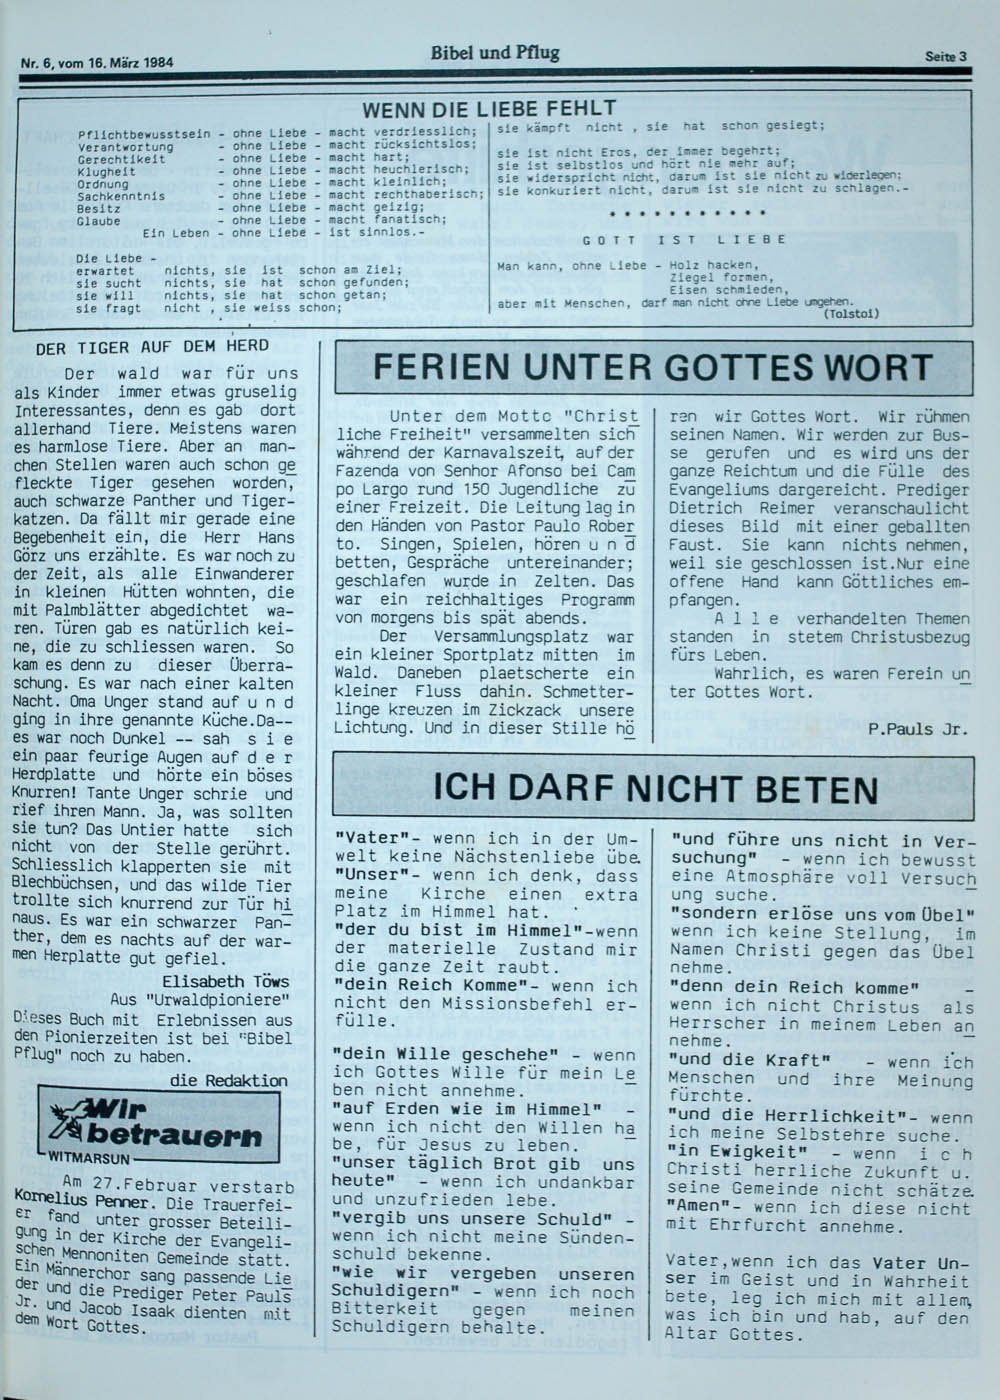 Nr. 6, vom 16. März 1984
Bibel und Pflug
Seite 3
WENN DIE LIEBE FEHLT
Pflichtbewusstsein - ohne Liebe - macht verdriesslich;
Verantwortung - ohne Liebe - macht rücksichtslos;
Gerechtikeit - ohne Liebe - macht hart;
Klugheit - ohne Liebe - macht heuchlerisch;
Ordnung - ohne Liebe - macht kleinlich;
Sachkenntnis - ohne Liebe - macht rechthaberisch;
Besitz - ohne Liebe - macht geizig;
Glaube - ohne Liebe - macht fanatisch;
Ein Leben - ohne Liebe - ist sinnlos.-
Die Liebe -
erwartet nichts, sie ist schon am Ziel;
sie sucht nichts, sie hat schon gefunden;
sie will nichts, sie hat schon getan;
sie fragt nicht , sie weiss schon;
sie kämpft nicht , sie hat schon gesiegt;
sie ist nicht Eros, der immer begehrt;
sie ist selbstlos und hört nie mehr auf;
sie widerspricht nicht, darum ist sie nicht zu widerlegen;
sie konkuriert nicht, darum ist sie nicht zu schlagen.-
* * * * * * * * * * *
G O T T I S T L I E B E
Man kann, ohne Liebe - Holz hacken,
Ziegel formen,
Eisen schmieden,
aber mit Menschen, darf man nicht ohne Liebe umgehen.
(Tolstoi)
DER TIGER AUF DEM HERD
Der wald war für uns
als Kinder immer etwas gruselig
Interessantes, denn es gab dort
allerhand Tiere. Meistens waren
es harmlose Tiere. Aber an man-
chen Stellen waren auch schon ge
fleckte Tiger gesehen worden,
auch schwarze Panther und Tiger-
katzen. Da fällt mir gerade eine
Begebenheit ein, die Herr Hans
Görz uns erzählte. Es war noch zu
der Zeit, als alle Einwanderer
in kleinen Hütten wohnten, die
mit Palmblätter abgedichtet wa-
ren. Türen gab es natürlich kei-
ne, die zu schliessen waren. So
kam es denn zu dieser Überra-
schung. Es war nach einer kalten
Nacht. Oma Unger stand auf u n d
ging in ihre genannte Küche.Da--
es war noch Dunkel -- sah s i e
ein paar feurige Augen auf d e r
Herdplatte und hörte ein böses
Knurren! Tante Unger schrie und
rief ihren Mann. Ja, was sollten
sie tun? Das Untier hatte sich
nicht von der Stelle gerührt.
Schliesslich klapperten sie mit
Blechbüchsen, und das wilde Tier
trollte sich knurrend zur Tür hi
naus. Es war ein schwarzer Pan-
ther, dem es nachts auf der war-
men Herplatte gut gefiel.
Elisabeth Töws
Aus "Urwaldpioniere"
Dieses Buch mit Erlebnissen aus
den Pionierzeiten ist bei "Bibel
Pflug" noch zu haben.
die Redaktion
Wir
betrauern
WITMARSUN
Am 27.Februar verstarb
Kornelius Penner. Die Trauerfei-
er fand unter grosser Beteili-
gung in der Kirche der Evangeli-
schen Mennoniten Gemeinde statt.
Ein Männerchor sang passende Lie
der und die Prediger Peter Pauls
Jr. und Jacob Isaak dienten mit
dem Wort Gottes.
FERIEN UNTER GOTTES WORT
Unter dem Motto "Christ
liche Freiheit" versammelten sich
während der Karnavalszeit, auf der
Fazenda von Senhor Afonso bei Cam
po Largo rund 150 Jugendliche zu
einer Freizeit. Die Leitung lag in
den Händen von Pastor Paulo Rober
to. Singen, Spielen, hören u n d
betten, Gespräche untereinander;
geschlafen wurde in Zelten. Das
war ein reichhaltiges Programm
von morgens bis spät abends.
Der Versammlungsplatz war
ein kleiner Sportplatz mitten im
Wald. Daneben plaetscherte ein
kleiner Fluss dahin. Schmetter-
linge kreuzen im Zickzack unsere
Lichtung. Und in dieser Stille hö
ren wir Gottes Wort. Wir rühmen
seinen Namen. Wir werden zur Bus-
se gerufen und es wird uns der
ganze Reichtum und die Fülle des
Evangeliums dargereicht. Prediger
Dietrich Reimer veranschaulicht
dieses Bild mit einer geballten
Faust. Sie kann nichts nehmen,
weil sie geschlossen ist.Nur eine
offene Hand kann Göttliches em-
pfangen.
A l l e verhandelten Themen
standen in stetem Christusbezug
fürs Leben.
Wahrlich, es waren Ferein un
ter Gottes Wort.
P.Pauls Jr.
ICH DARF NICHT BETEN
"Vater"- wenn ich in der Um-
welt keine Nächstenliebe übe.
"Unser"- wenn ich denk, dass
meine Kirche einen extra
Platz im Himmel hat.
"der du bist im Himmel"-wenn
der materielle Zustand mir
die ganze Zeit raubt.
"dein Reich Komme"- wenn ich
nicht den Missionsbefehl er-
fülle.
"dein Wille geschehe" - wenn
ich Gottes Wille für mein Le
ben nicht annehme.
"auf Erden wie im Himmel" -
wenn ich nicht den Willen ha
be, für Jesus zu leben.
"unser täglich Brot gib uns
heute" - wenn ich undankbar
und unzufrieden lebe.
"vergib uns unsere Schuld" -
wenn ich nicht meine Sünden-
schuld bekenne.
"wie wir vergeben unseren
Schuldigern" - wenn ich noch
Bitterkeit gegen meinen
Schuldigern behalte.
"und führe uns nicht in Ver-
suchung" - wenn ich bewusst
eine Atmosphäre voll Versuch
ung suche.
"sondern erlöse uns vom Übel"
wenn ich keine Stellung, im
Namen Christi gegen das Übel
nehme.
"denn dein Reich komme" -
wenn ich nicht Christus als
Herrscher in meinem Leben an
nehme.
"und die Kraft" - wenn ich
Menschen und ihre Meinung
fürchte.
"und die Herrlichkeit"- wenn
ich meine Selbstehre suche.
"in Ewigkeit" - wenn i c h
Christi herrliche Zukunft u.
seine Gemeinde nicht schätze.
"Amen"- wenn ich diese nicht
mit Ehrfurcht annehme.
Vater,wenn ich das Vater Un-
ser im Geist und in Wahrheit
bete, leg ich mich mit allem,
was ich bin und hab, auf den
Altar Gottes.